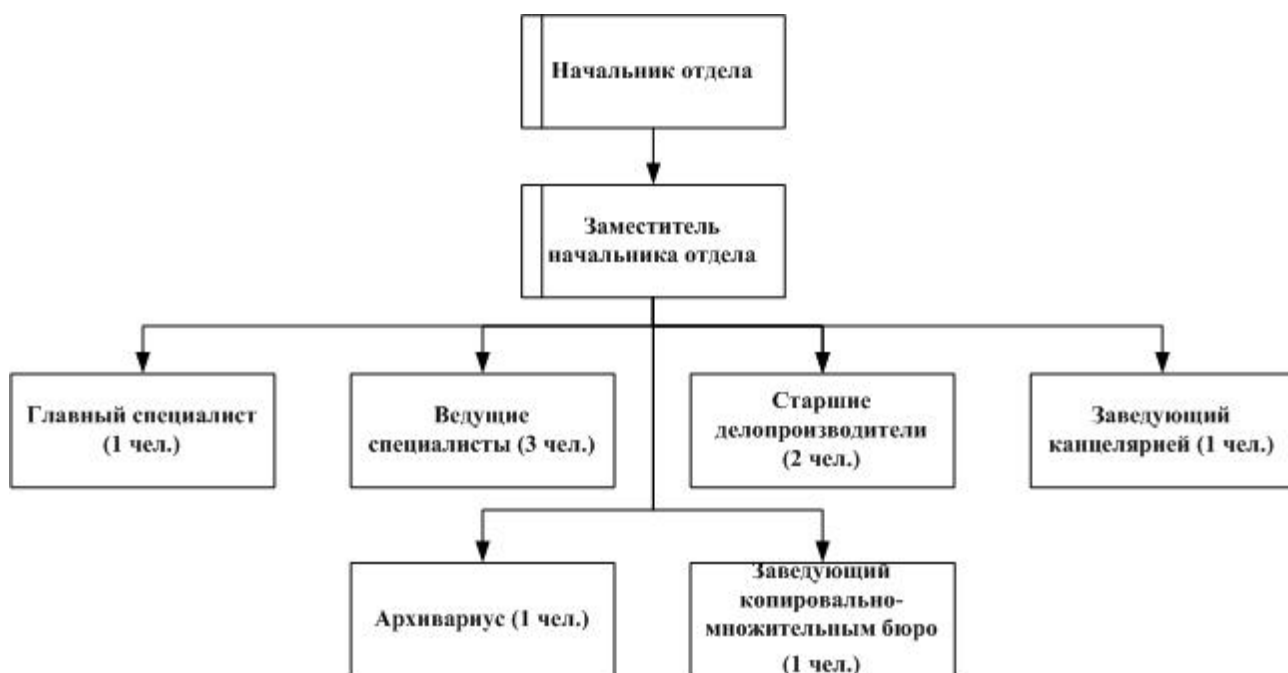 Начальник отдела
Заместитель
начальника отдела
Главный специалист
(1 чел.)
Ведущие
специалисты (3 чел.)
Старшие
делопроизводители
(2 чел.)
Заведующий
канцелярией (1 чел.)
Архивариус (1 чел.)
Заведующий
копировально-
множительным бюро
(1 чел.)